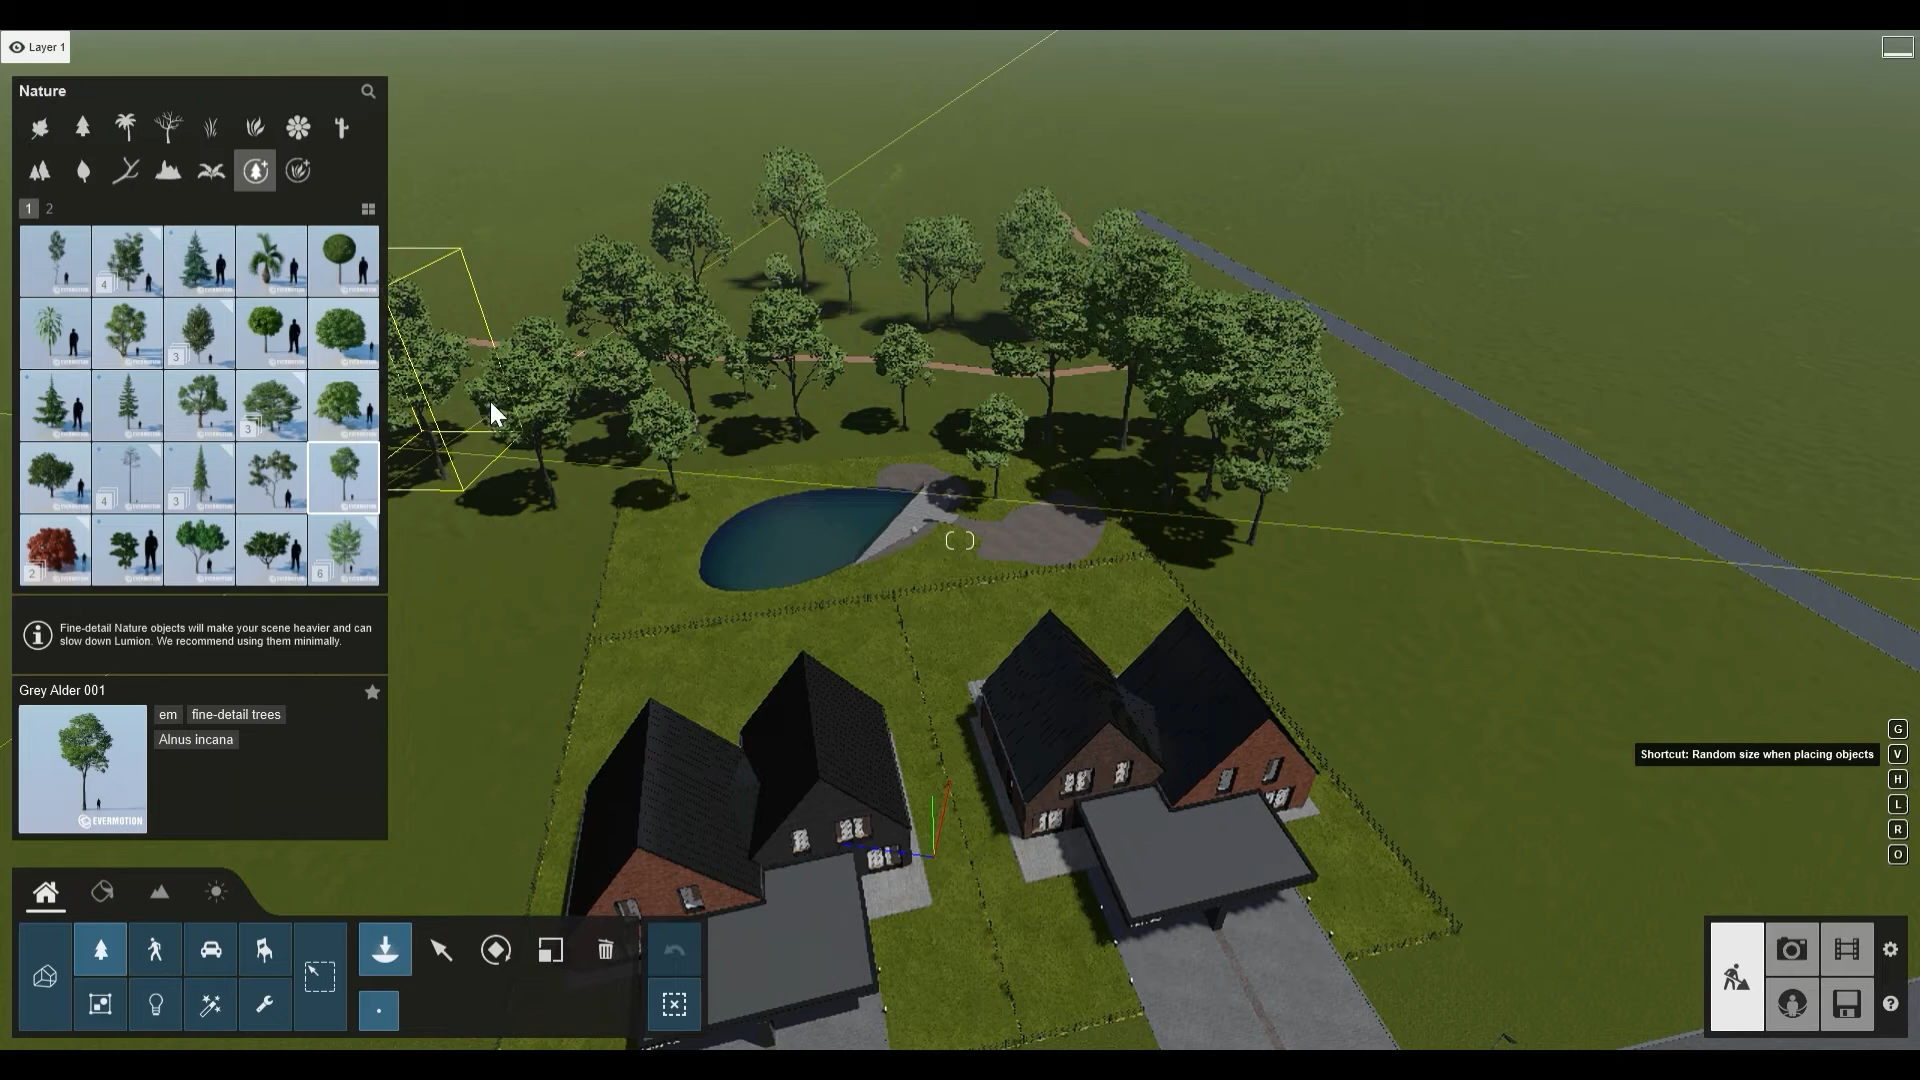 Layer 1
Nature
1 2
4
3
3
4
3
2
6
Fine-detail Nature objects will make your scene heavier and can
slow down Lumion. We recommend using them minimally.
Grey Alder 001
em fine-detail trees
Alnus incana
EVERMOTION
G
Shortcut: Random size when placing objects V
H
L
R
O
?